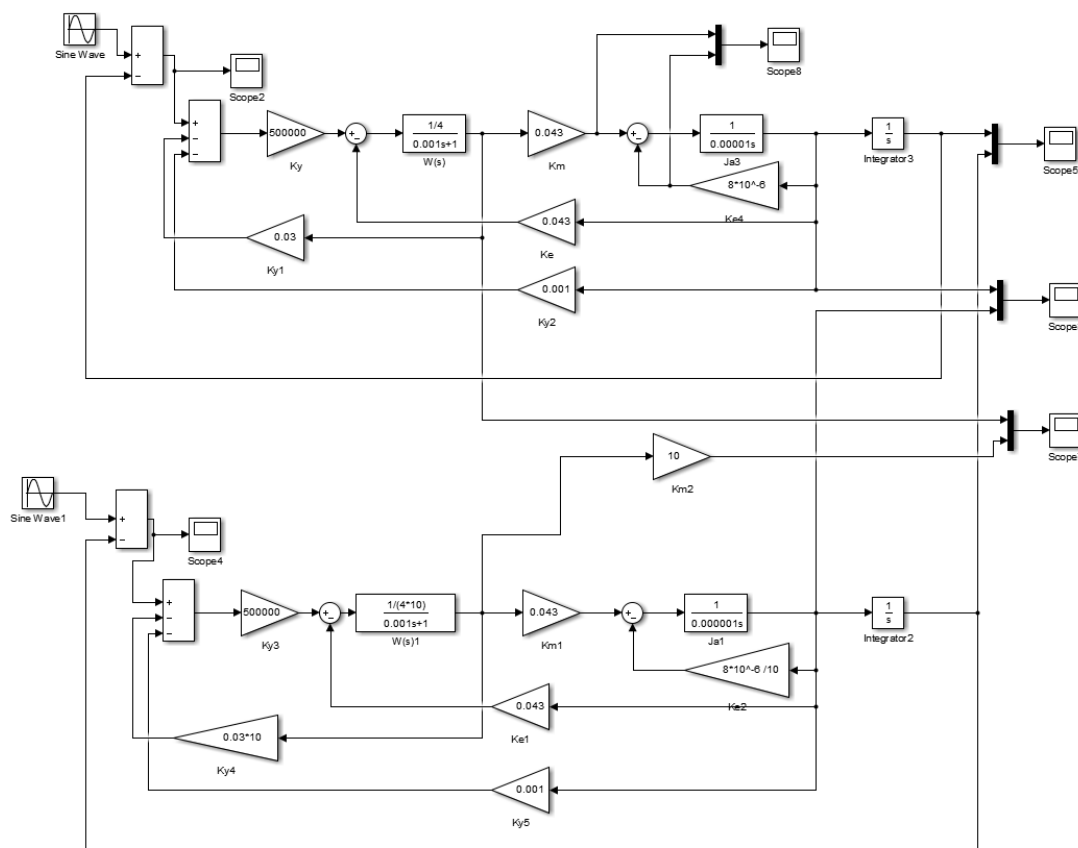 Sine Wave
+
−
Scope2
+
−
−
500000
Ky
+
−
1/4
0.001s+1
W(s)
0.043
Km
+
−
1
0.00001s
Ja3
1
s
Integrator3
Scope8
Scope5
8*10^-6
Ke4
0.043
Ke
0.03
Ky1
0.001
Ky2
Scope
Scope
10
Km2
Sine Wave1
+
−
Scope4
+
−
−
500000
Ky3
+
−
1/(4*10)
0.001s+1
W(s)1
0.043
Km1
+
−
1
0.000001s
Ja1
1
s
Integrator2
8*10^-6 /10
Ke2
0.043
Ke1
0.03*10
Ky4
0.001
Ky5